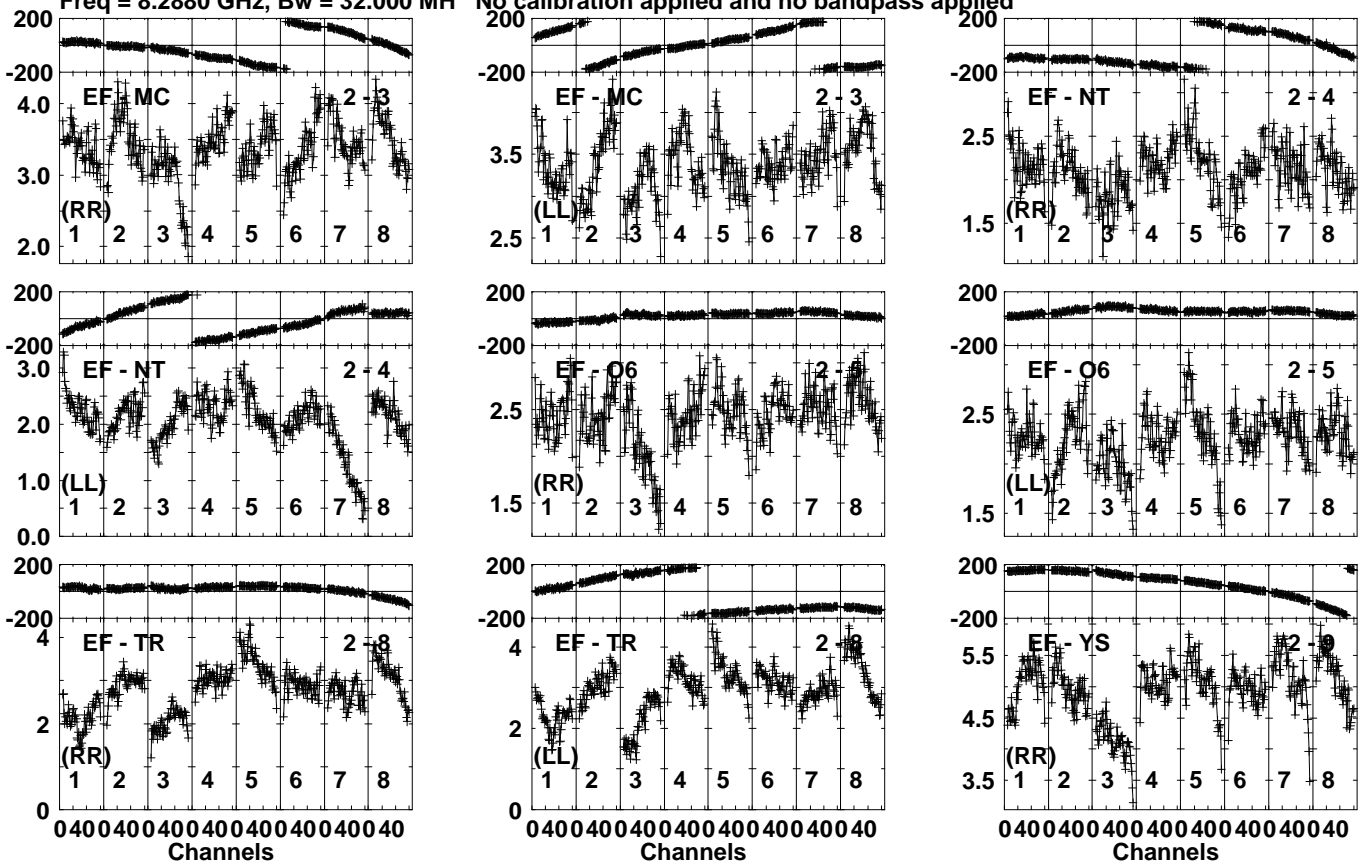 Freq = 8.2880 GHz, Bw = 32.000 MH No calibration applied and no bandpass applied
200
-200
4.0
3.0
2.0
EF - MC 2 - 3
(RR)
1 2 3 4 5 6 7 8
3.5
2.5
EF - MC 2 - 3
(LL)
1 2 3 4 5 6 7 8
200
-200
2.5
1.5
EF - NT 2 - 4
(RR)
1 2 3 4 5 6 7 8
200
-200
3.0
2.0
1.0
0.0
EF - NT 2 - 4
(LL)
1 2 3 4 5 6 7 8
200
-200
2.5
1.5
EF - O6 2 - 5
(RR)
1 2 3 4 5 6 7 8
200
-200
2.5
1.5
EF - O6 2 - 5
(LL)
1 2 3 4 5 6 7 8
200
-200
4
2
0
EF - TR 2 - 8
(RR)
1 2 3 4 5 6 7 8
0 40 0 40 0 40 0 40 0 40 0 40 0 40 0 40
Channels
200
-200
4
2
0
EF - TR 2 - 8
(LL)
1 2 3 4 5 6 7 8
0 40 0 40 0 40 0 40 0 40 0 40 0 40 0 40
Channels
200
-200
5.5
4.5
3.5
EF - YS 2 - 9
(RR)
1 2 3 4 5 6 7 8
0 40 0 40 0 40 0 40 0 40 0 40 0 40 0 40
Channels